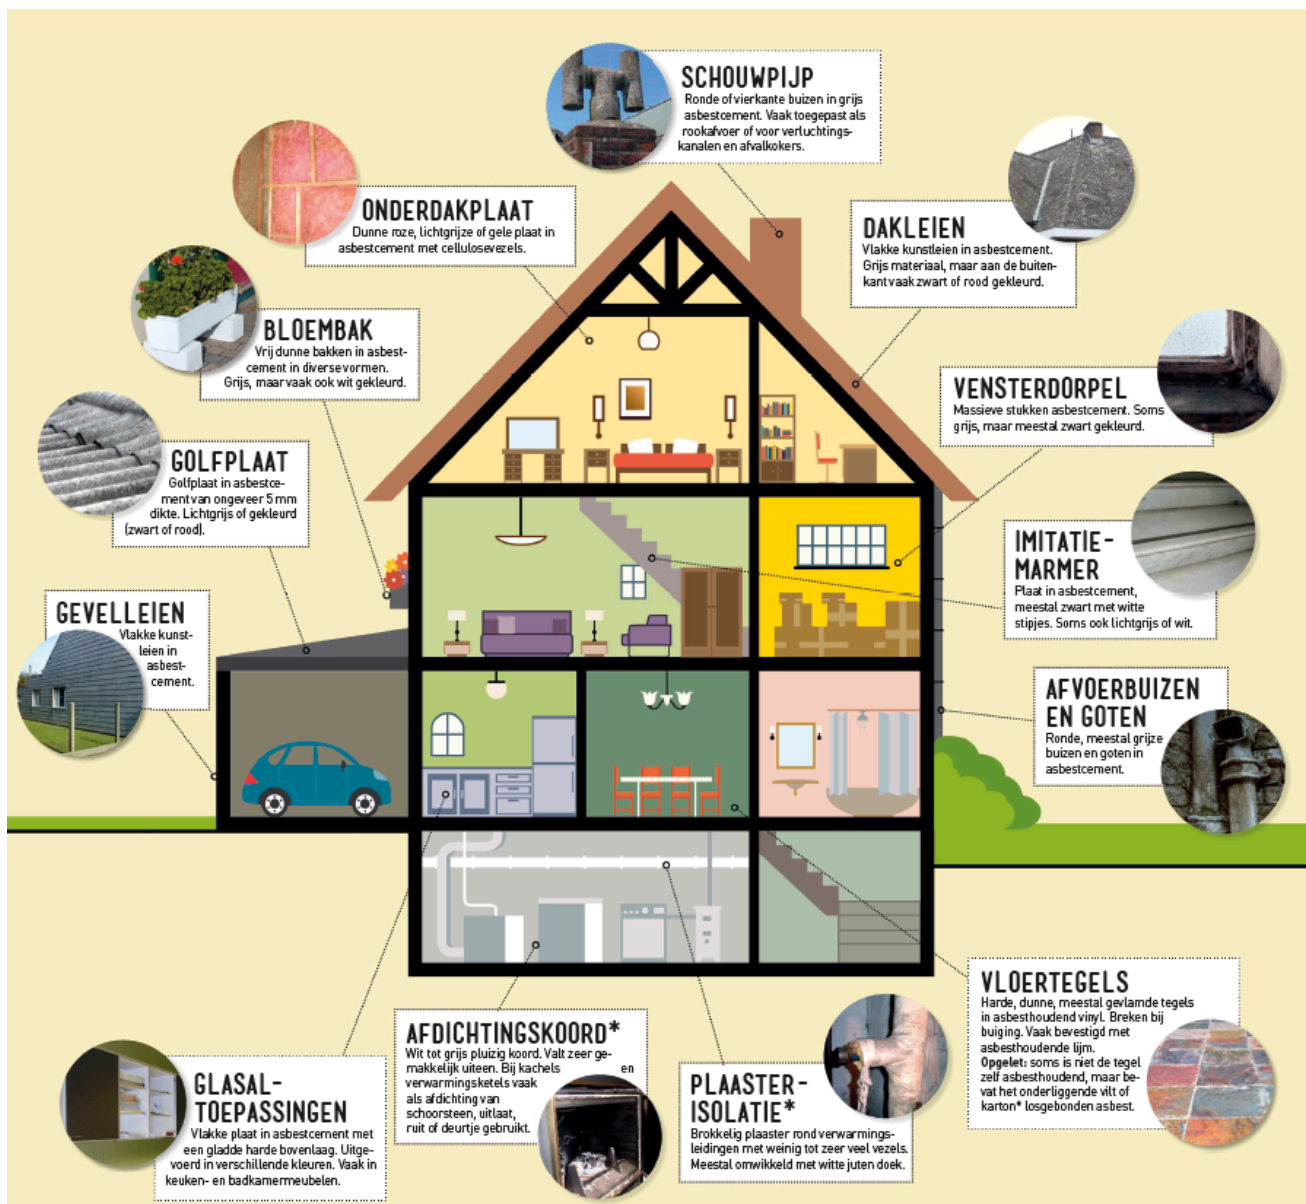 SCHOUWPIJP
Ronde of vierkante buizen in grijs
asbestcement. Vaak toegepast als
rookafvoer of voor verluchtings-
kanalen en afvalkokers.
ONDERDAKPLAAT
Dunne roze, lichtgrijze of gele plaat in
asbestcement met cellulosevezels.
DAKLEIEN
Vlakke kunstleien in asbestcement.
Grijs materiaal, maar aan de buiten-
kant vaak zwart of rood gekleurd.
BLOEMBAK
Vrij dunne bakken in asbest-
cement in diverse vormen.
Grijs, maar vaak ook wit gekleurd.
VENSTERDORPEL
Massieve stukken asbestcement. Soms
grijs, maar meestal zwart gekleurd.
GOLFPLAAT
Golfplaat in asbestce-
ment van ongeveer 5 mm
dikte. Lichtgrijs of gekleurd
(zwart of rood).
IMITATIE-
MARMER
Plaat in asbestcement,
meestal zwart met witte
stipjes. Soms ook lichtgrijs of wit.
GEVELLEIEN
Vlakke kunst-
leien in
asbest-
cement.
AFVOERBUIZEN
EN GOTEN
Ronde, meestal grijze
buizen en goten in
asbestcement.
VLOERTEGELS
Harde, dunne, meestal gevlamde tegels
in asbesthoudend vinyl. Breken bij
buiging. Vaak bevestigd met
asbesthoudende lijm.
Opgelet: soms is niet de tegel
zelf asbesthoudend, maar be-
vat het onderliggende vilt of
karton* losgebonden asbest.
AFDICHTINGSKOORD*
Wit tot grijs pluizig koord. Valt zeer ge-
makkelijk uiteen. Bij kachels en
verwarmingsketels vaak
als afdichting van
schoorsteen, uitlaat,
ruit of deurtje gebruikt.
PLAASTER-
ISOLATIE*
Brokkelig plaaster rond verwarmings-
leidingen met weinig tot zeer veel vezels.
Meestal omwikkeld met witte juten doek.
GLASAL-
TOEPASSINGEN
Vlakke plaat in asbestcement met
een gladde harde bovenlaag. Uitge-
voerd in verschillende kleuren. Vaak in
keuken- en badkamermeubelen.